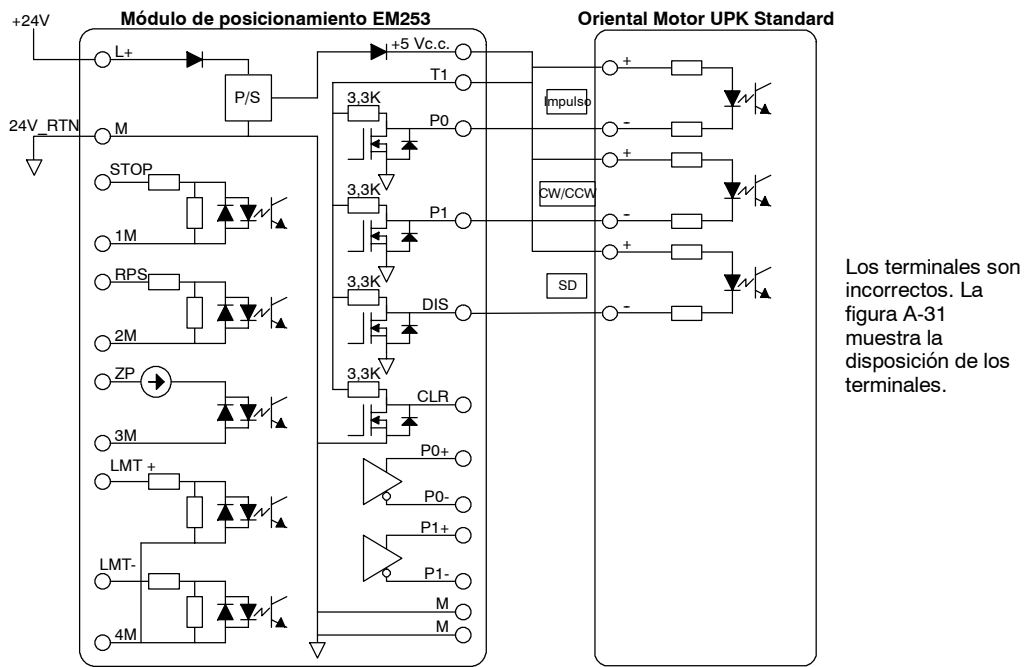 Módulo de posicionamiento EM253
Oriental Motor UPK Standard
+24V
L+
+5 Vc.c.
T1
P/S
3,3K
P0
24V_RTN
M
STOP
1M
3,3K
P1
RPS
2M
3,3K
DIS
ZP
3M
3,3K
CLR
LMT +
P0+
P0-
LMT-
P1+
P1-
4M
M
M
+
Impulso
-
+
CW/CCW
-
+
SD
-
Los terminales son
incorrectos. La
figura A-31
muestra la
disposición de los
terminales.